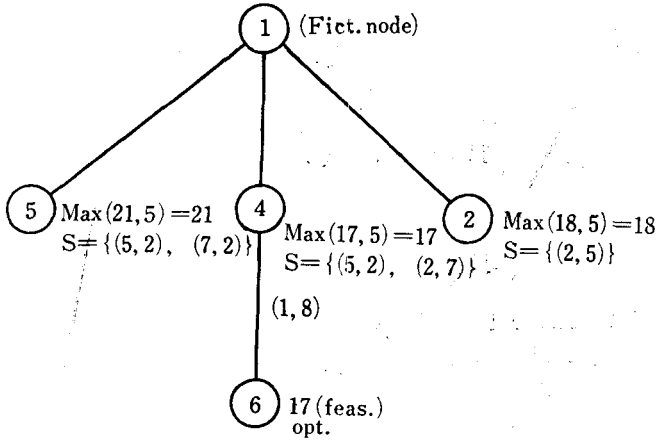 1 (Fict. node)
5 Max(21,5)=21
S={(5,2), (7,2)}
4 Max(17,5)=17
S={(5,2), (2,7)}
2 Max(18,5)=18
S={(2,5)}
(1,8)
6 17(feas.)
opt.